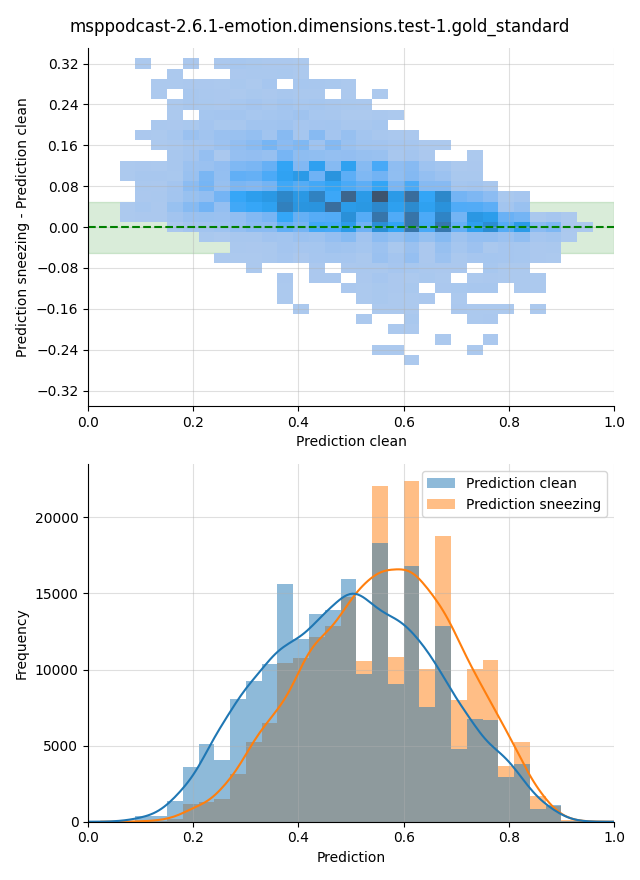 msppodcast-2.6.1-emotion.dimensions.test-1.gold_standard
0.32
0.24
0.16
0.08
0.00
−0.08
−0.16
−0.24
−0.32
Prediction sneezing - Prediction clean
0.0 0.2 0.4 0.6 0.8 1.0
Prediction clean
Prediction clean
Prediction sneezing
20000
15000
10000
5000
0
Frequency
0.0 0.2 0.4 0.6 0.8 1.0
Prediction